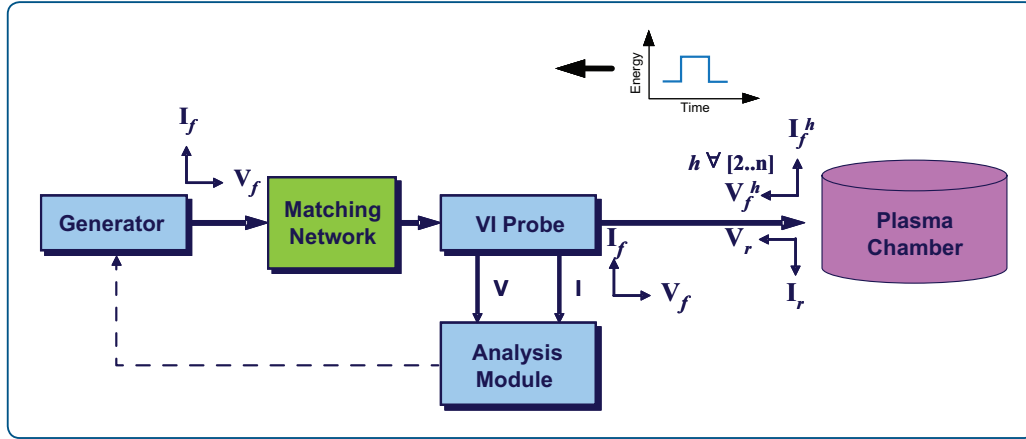 Energy
Time
I_f
V_f
I_f^h
h ∀ [2..n]
V_f^h
Generator
Matching
Network
VI Probe
I_f
V_r
Plasma
Chamber
V
I
V_f
I_r
Analysis
Module